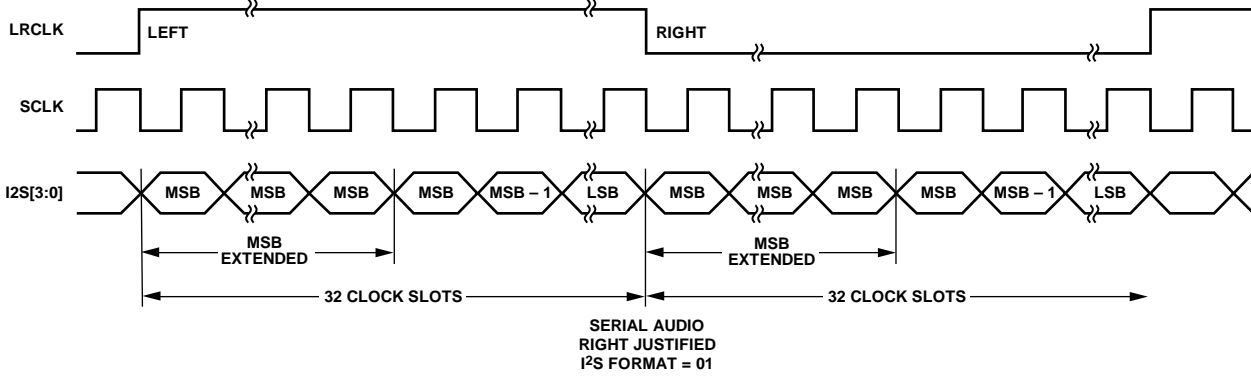 LRCLK
LEFT
RIGHT
SCLK
I2S[3:0]
MSB MSB MSB MSB MSB – 1 LSB MSB MSB MSB MSB MSB – 1 LSB
MSB
EXTENDED
MSB
EXTENDED
32 CLOCK SLOTS
32 CLOCK SLOTS
SERIAL AUDIO
RIGHT JUSTIFIED
I2S FORMAT = 01